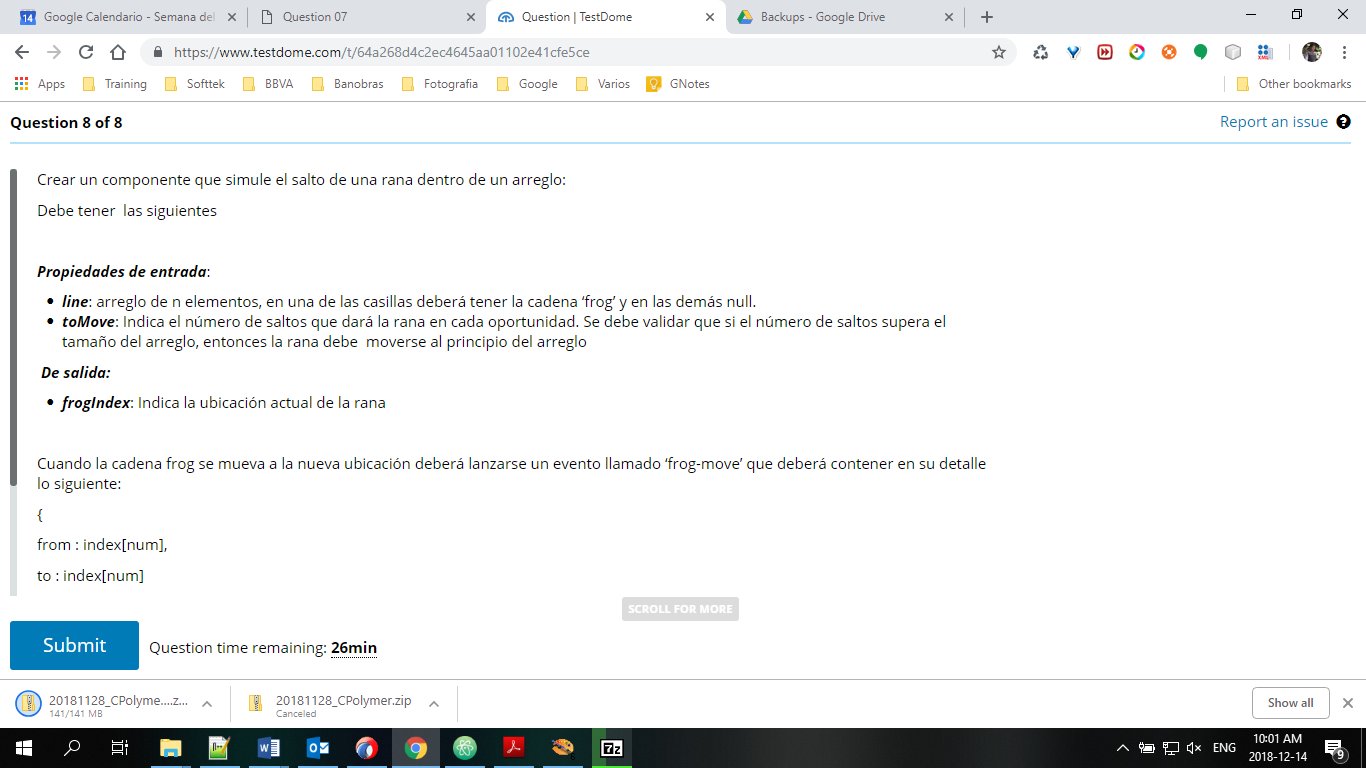 Google Calendario - Semana del
Question 07
Question | TestDome
Backups - Google Drive
https://www.testdome.com/t/64a268d4c2ec4645aa01102e41cfe5ce
Apps Training Softtek BBVA Banobras Fotografia Google Varios GNotes Other bookmarks
Question 8 of 8
Report an issue
Crear un componente que simule el salto de una rana dentro de un arreglo:
Debe tener las siguientes
Propiedades de entrada:
• line: arreglo de n elementos, en una de las casillas deberá tener la cadena ‘frog’ y en las demás null.
• toMove: Indica el número de saltos que dará la rana en cada oportunidad. Se debe validar que si el número de saltos supera el
tamaño del arreglo, entonces la rana debe moverse al principio del arreglo
De salida:
• frogIndex: Indica la ubicación actual de la rana
Cuando la cadena frog se mueva a la nueva ubicación deberá lanzarse un evento llamado ‘frog-move’ que deberá contener en su detalle
lo siguiente:
{
from : index[num],
to : index[num]
SCROLL FOR MORE
Submit
Question time remaining: 26min
20181128_CPolyme....z...
141/141 MB
20181128_CPolymer.zip
Canceled
Show all
ENG
10:01 AM
2018-12-14
9